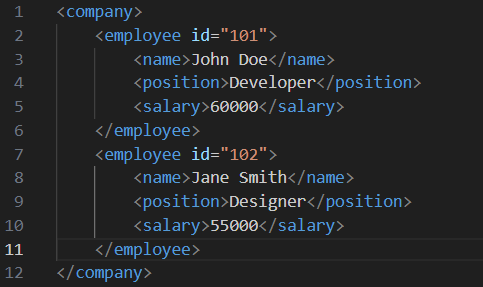 1 <company>
2     <employee id="101">
3         <name>John Doe</name>
4         <position>Developer</position>
5         <salary>60000</salary>
6     </employee>
7     <employee id="102">
8         <name>Jane Smith</name>
9         <position>Designer</position>
10         <salary>55000</salary>
11     </employee>
12 </company>